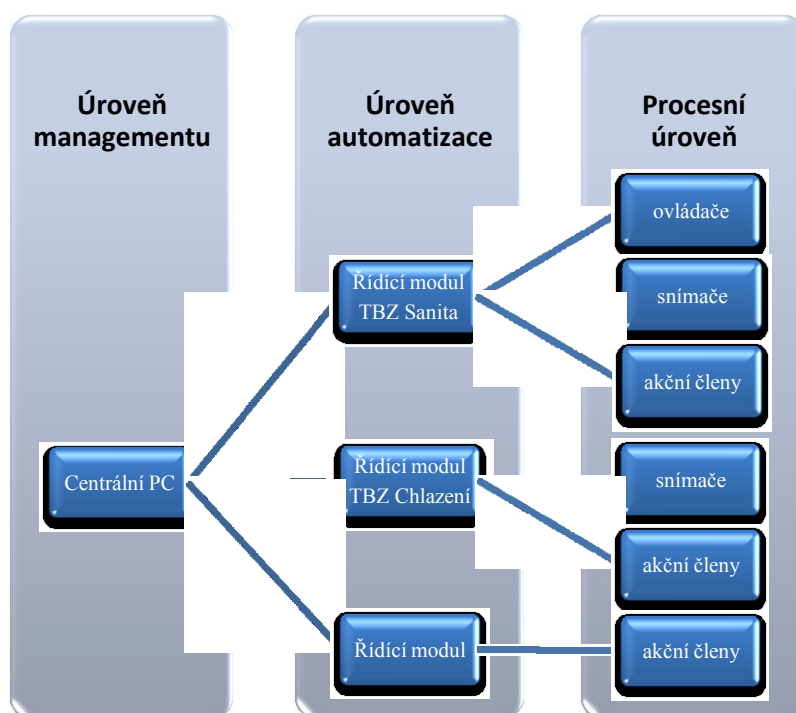 Úroveň
managementu
Centrální PC
Úroveň
automatizace
Řídící modul
TBZ Sanita
Řídící modul
TBZ Chlazení
Řídící modul
Procesní
úroveň
ovládače
snímače
akční členy
snímače
akční členy
akční členy